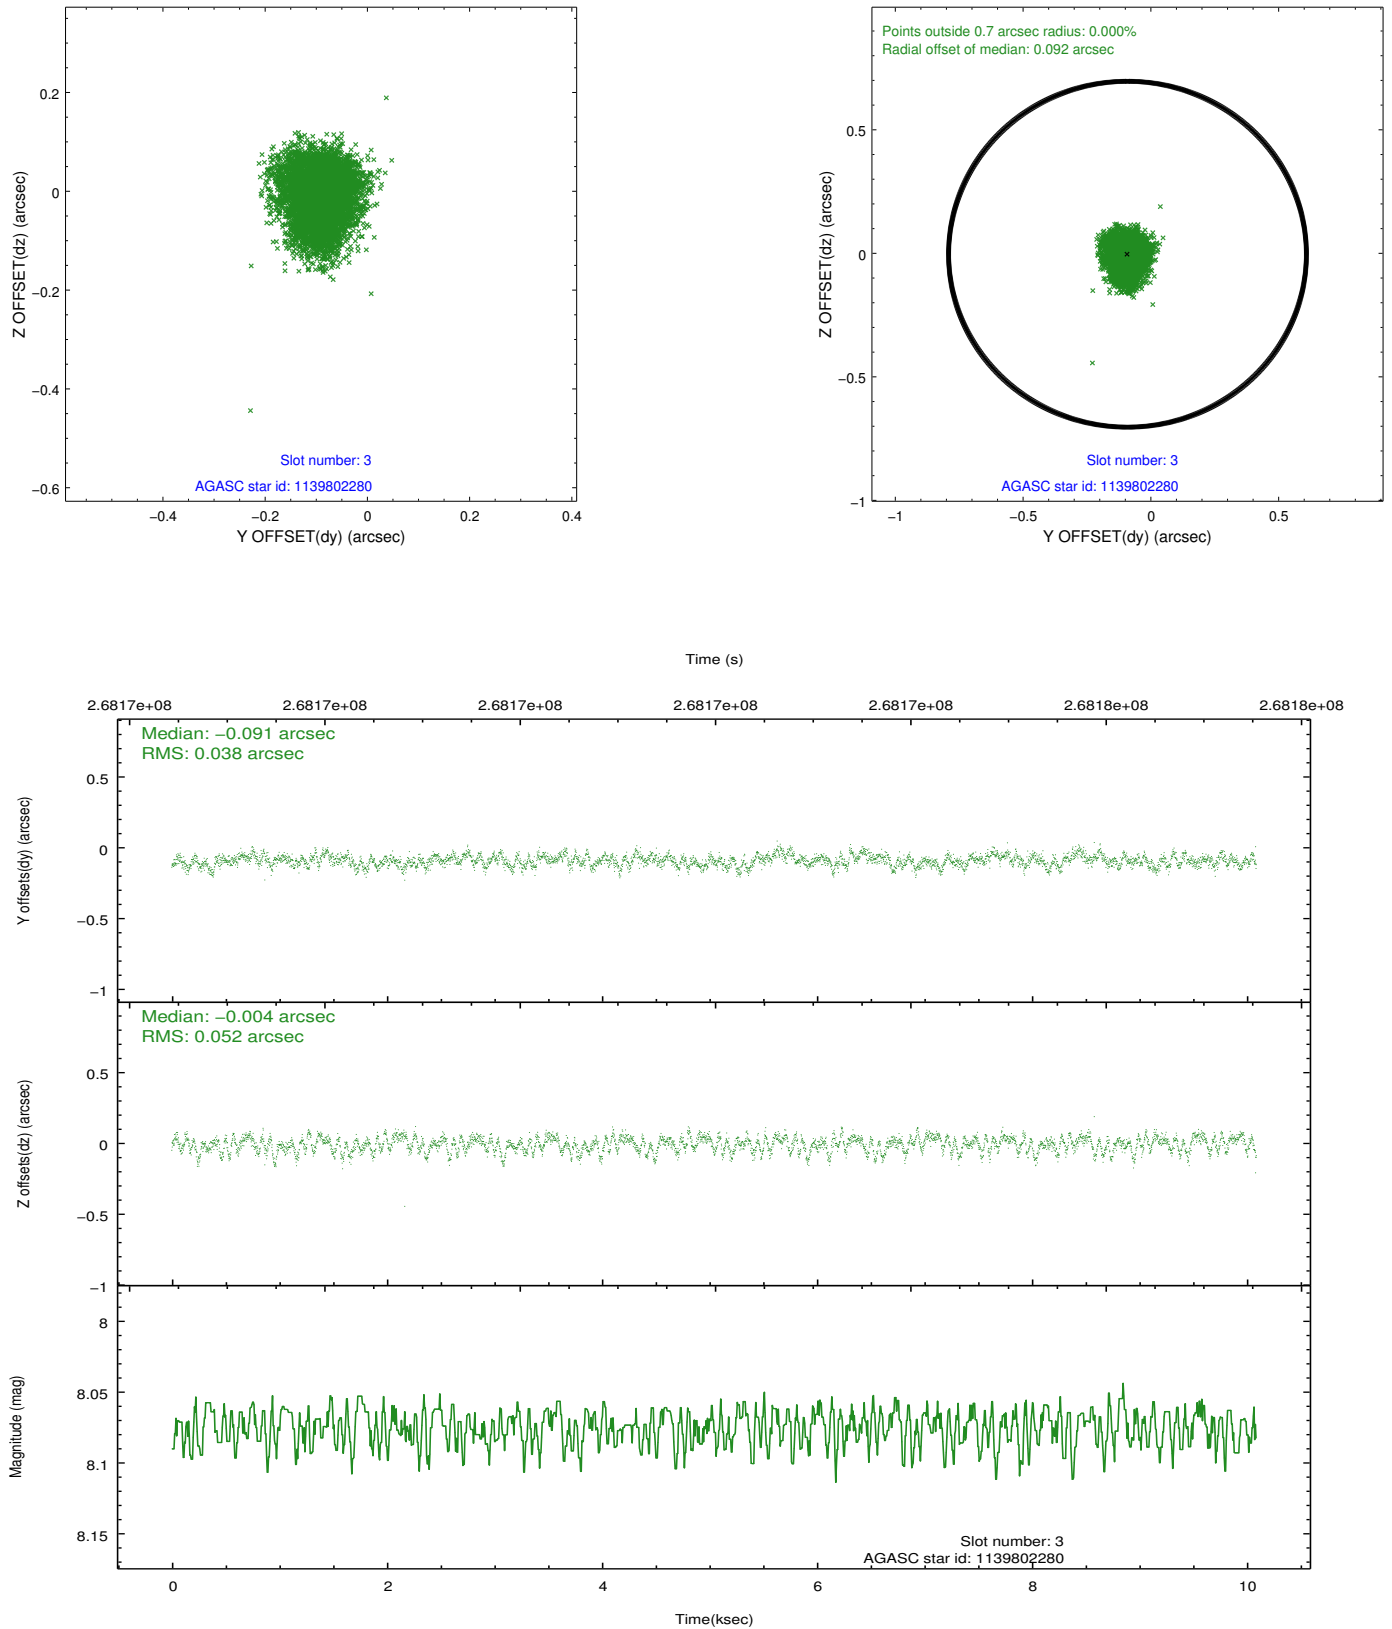 0.2
0
−0.2
−0.4
−0.6
Z OFFSET(dz) (arcsec)
Slot number: 3
AGASC star id: 1139802280
−0.4 −0.2 0 0.2 0.4
Y OFFSET(dy) (arcsec)
Points outside 0.7 arcsec radius: 0.000%
Radial offset of median: 0.092 arcsec
0.5
0
−0.5
−1
Z OFFSET(dz) (arcsec)
Slot number: 3
AGASC star id: 1139802280
−1 −0.5 0 0.5
Y OFFSET(dy) (arcsec)
Time (s)
2.6817e+08 2.6817e+08 2.6817e+08 2.6817e+08 2.6817e+08 2.6818e+08 2.6818e+08
Median: −0.091 arcsec
RMS: 0.038 arcsec
0.5
0
−0.5
−1
Y offsets(dy) (arcsec)
Median: −0.004 arcsec
RMS: 0.052 arcsec
0.5
0
−0.5
−1
Z offsets(dz) (arcsec)
8
8.05
8.1
8.15
Magnitude (mag)
Slot number: 3
AGASC star id: 1139802280
0 2 4 6 8 10
Time(ksec)